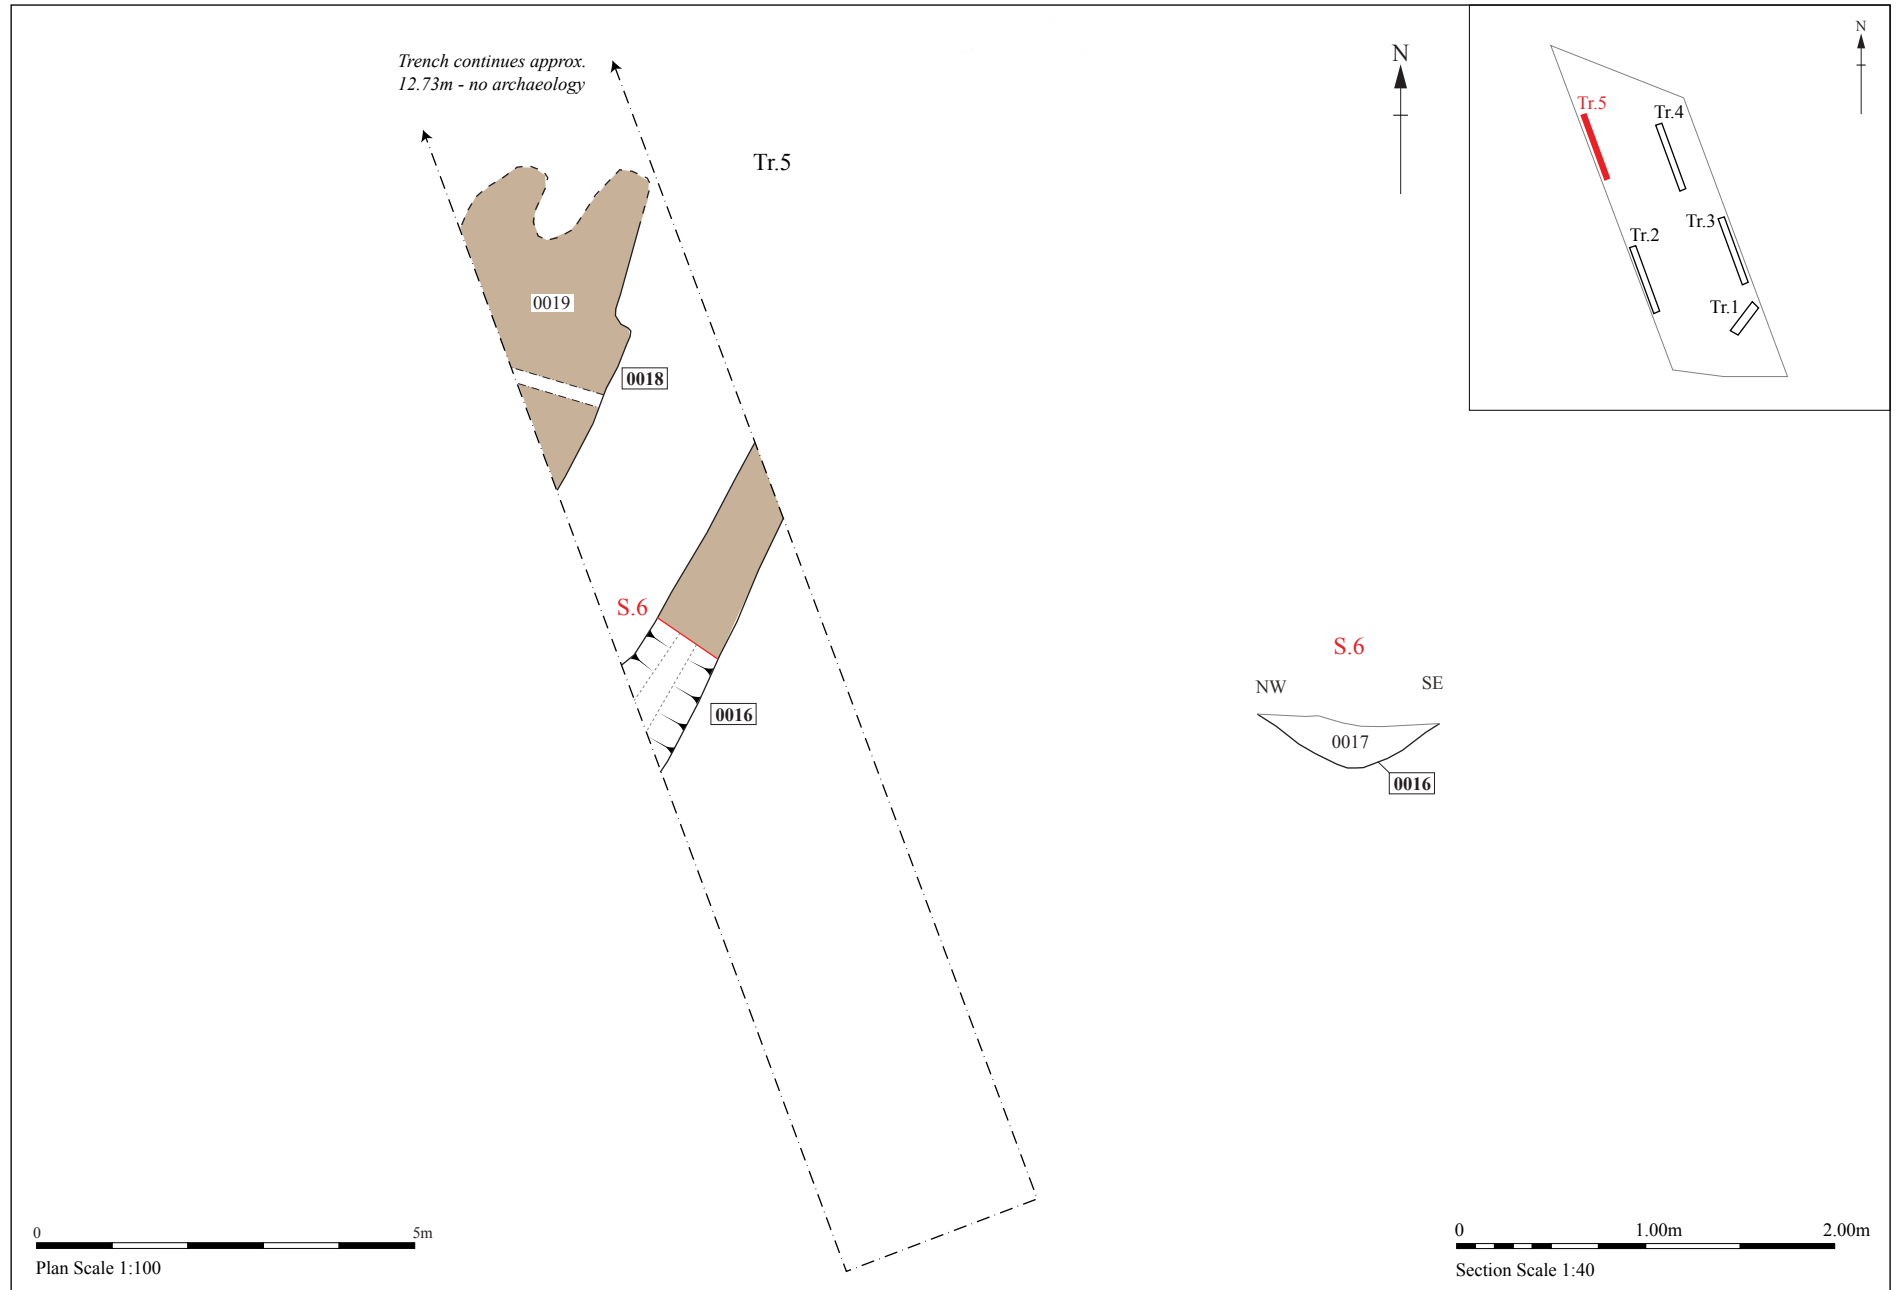 Trench continues approx.
12.73m - no archaeology
N
Tr.5
0019
0018
S.6
0016
N
Tr.5
Tr.4
Tr.3
Tr.2
Tr.1
S.6
NW
SE
0017
0016
0
5m
Plan Scale 1:100
0
1.00m
2.00m
Section Scale 1:40